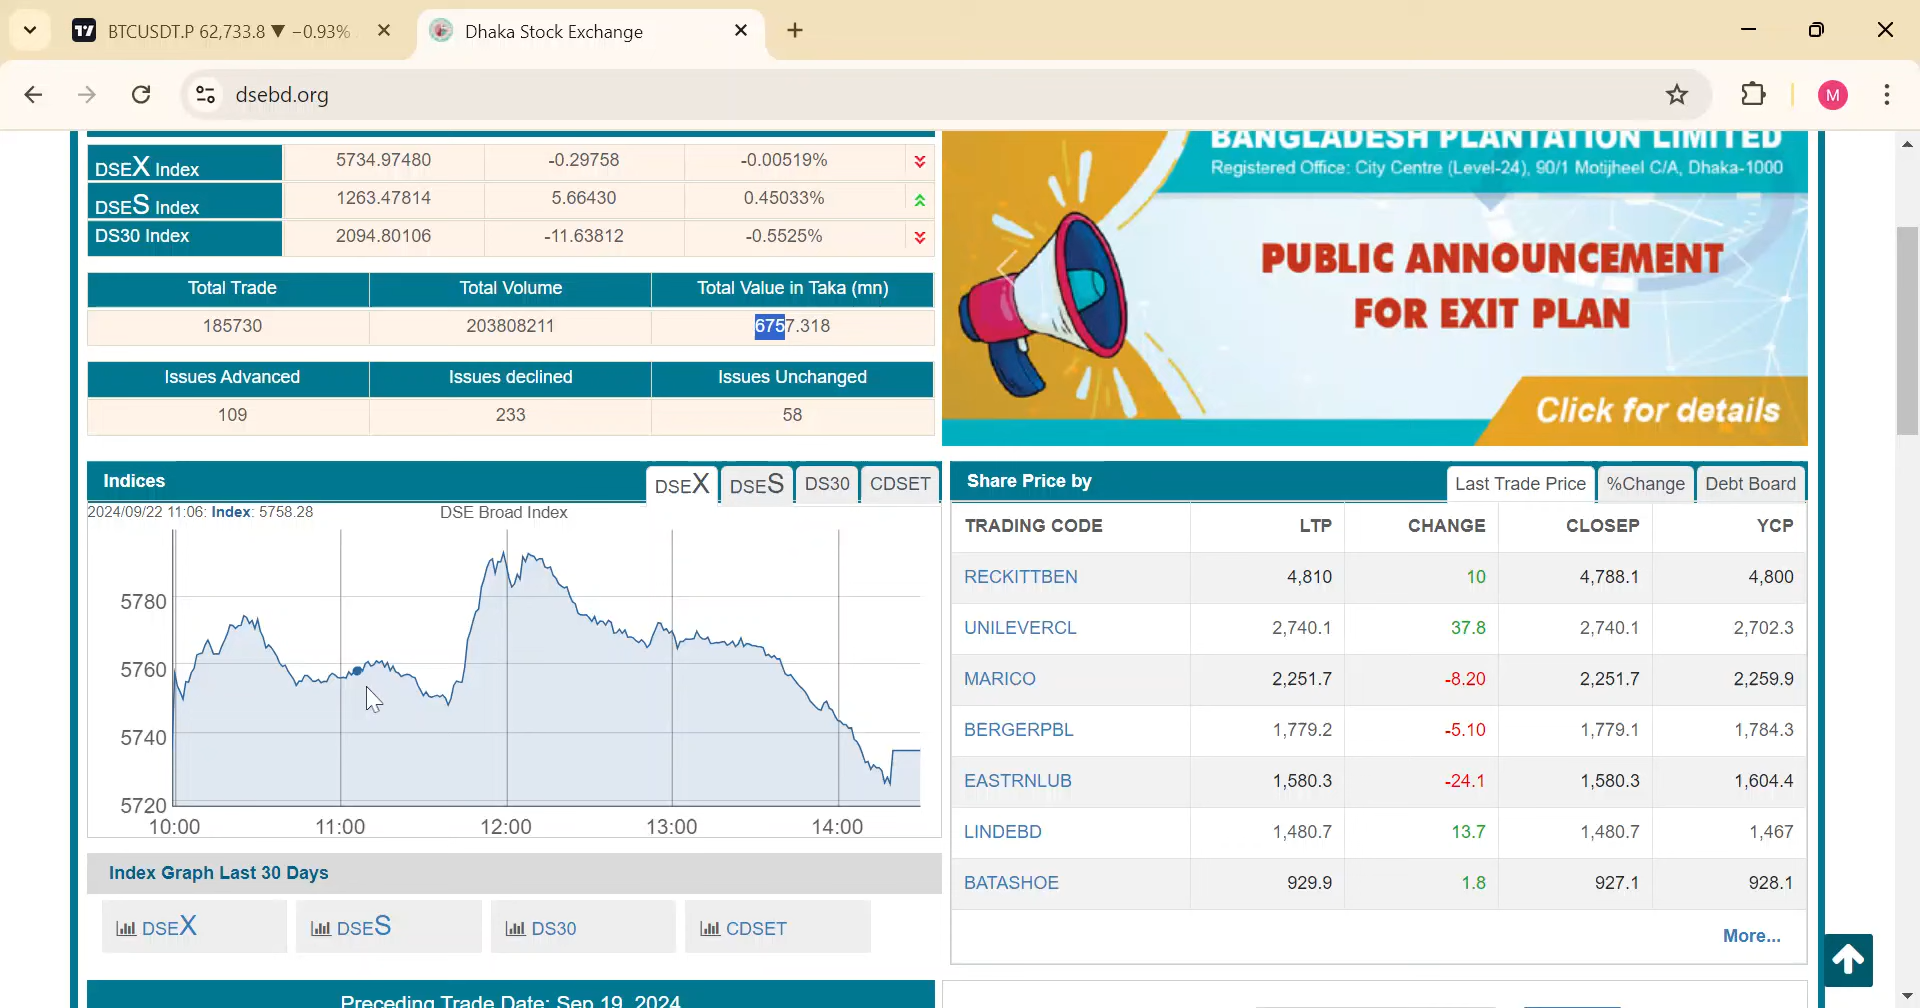 BTCUSDT.P 62,733.8 ▼ −0.93%
Dhaka Stock Exchange
dsebd.org
M
DSEX Index 5734.97480 -0.29758 -0.00519%
DSES Index 1263.47814 5.66430 0.45033%
DS30 Index 2094.80106 -11.63812 -0.5525%
Total Trade Total Volume Total Value in Taka (mn)
185730 203808211 6757.318
Issues Advanced Issues declined Issues Unchanged
109 233 58
BANGLADESH PLANTATION LIMITED
Registered Office: City Centre (Level-24), 90/1 Motijheel C/A, Dhaka-1000
PUBLIC ANNOUNCEMENT
FOR EXIT PLAN
Click for details
Indices DSEX DSES DS30 CDSET
2024/09/22 11:06: Index: 5758.28 DSE Broad Index
5780
5760
5740
5720
10:00 11:00 12:00 13:00 14:00
Index Graph Last 30 Days
DSEX DSES DS30 CDSET
Preceding Trade Date: Sep 19, 2024
Share Price by Last Trade Price %Change Debt Board
TRADING CODE LTP CHANGE CLOSEP YCP
RECKITTBEN 4,810 10 4,788.1 4,800
UNILEVERCL 2,740.1 37.8 2,740.1 2,702.3
MARICO 2,251.7 -8.20 2,251.7 2,259.9
BERGERPBL 1,779.2 -5.10 1,779.1 1,784.3
EASTRNLUB 1,580.3 -24.1 1,580.3 1,604.4
LINDEBD 1,480.7 13.7 1,480.7 1,467
BATASHOE 929.9 1.8 927.1 928.1
More...